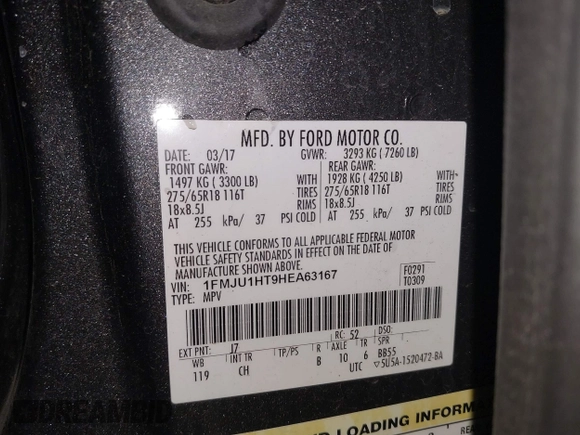 MFD. BY FORD MOTOR CO.
DATE: 03/17 GVWR: 3293 KG ( 7260 LB)
FRONT GAWR: REAR GAWR:
1497 KG ( 3300 LB) WITH 1928 KG ( 4250 LB) WITH
275/65R18 116T TIRES 275/65R18 116T TIRES
18x8.5J RIMS 18x8.5J RIMS
AT 255 kPa/ 37 PSI COLD AT 255 kPa/ 37 PSI COLD
THIS VEHICLE CONFORMS TO ALL APPLICABLE FEDERAL MOTOR
VEHICLE SAFETY STANDARDS IN EFFECT ON THE DATE OF
MANUFACTURE SHOWN ABOVE.
VIN: 1FMJU1HT9HEA63167 F0291
TYPE: MPV T0309
EXT PNT: J7 RC: 52 DSO:
WB INT TR TP/PS R AXLE TR SPR
119 CH B 10 6 BB55
UTC ▽5U5A-1520472-BA
DREAMBID
AND LOADING INFORMA
REA